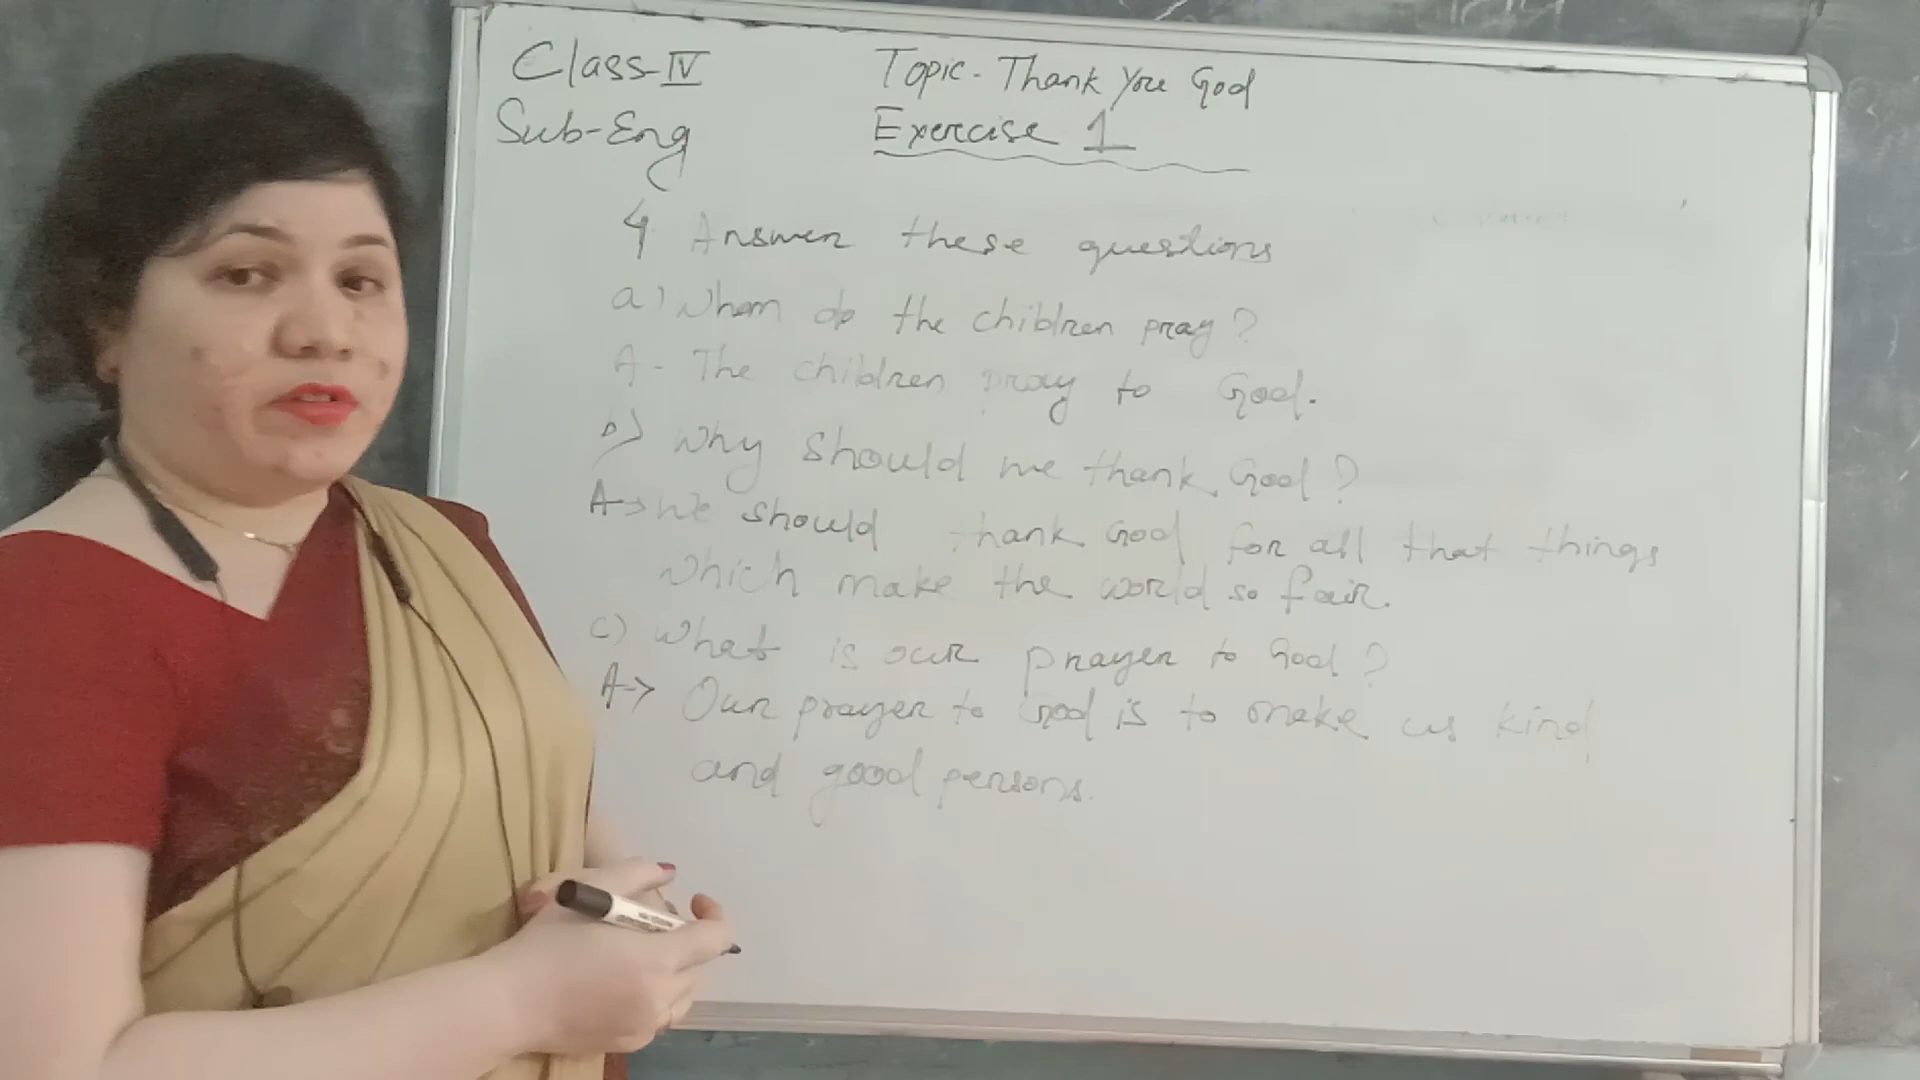 Class-IV
Topic- Thank You God
Sub-Eng
Exercise 1
4 Answer these questions
a) Whom do the children pray?
A- The children pray to God.
b) Why should we thank God?
A-> We should thank God for all that things
which make the world so fair.
c) What is our prayer to God?
A-> Our prayer to God is to make us kind
and good persons.